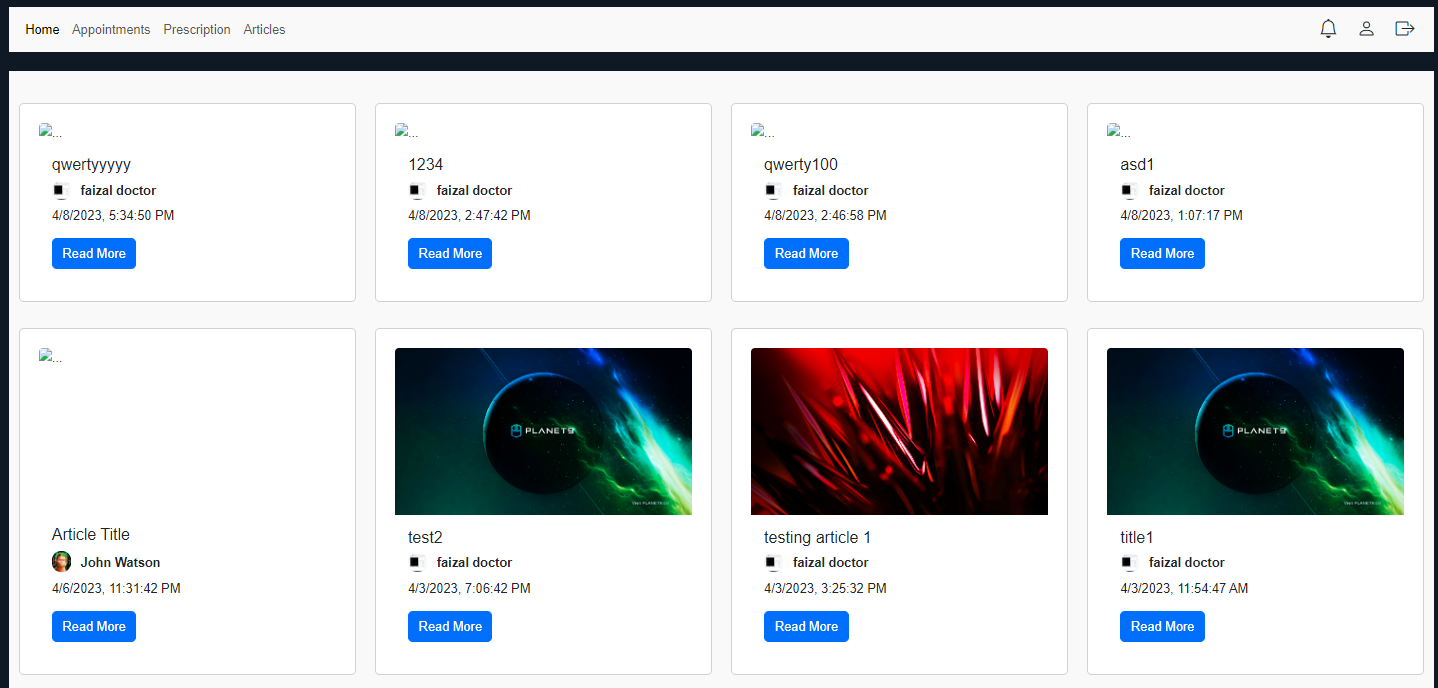 Home Appointments Prescription Articles
... ... ... ...
qwertyyyyy 1234 qwerty100 asd1
faizal doctor faizal doctor faizal doctor faizal doctor
4/8/2023, 5:34:50 PM 4/8/2023, 2:47:42 PM 4/8/2023, 2:46:58 PM 4/8/2023, 1:07:17 PM
Read More Read More Read More Read More
...
PLANET9 PLANET9
Article Title test2 testing article 1 title1
John Watson faizal doctor faizal doctor faizal doctor
4/6/2023, 11:31:42 PM 4/3/2023, 7:06:42 PM 4/3/2023, 3:25:32 PM 4/3/2023, 11:54:47 AM
Read More Read More Read More Read More